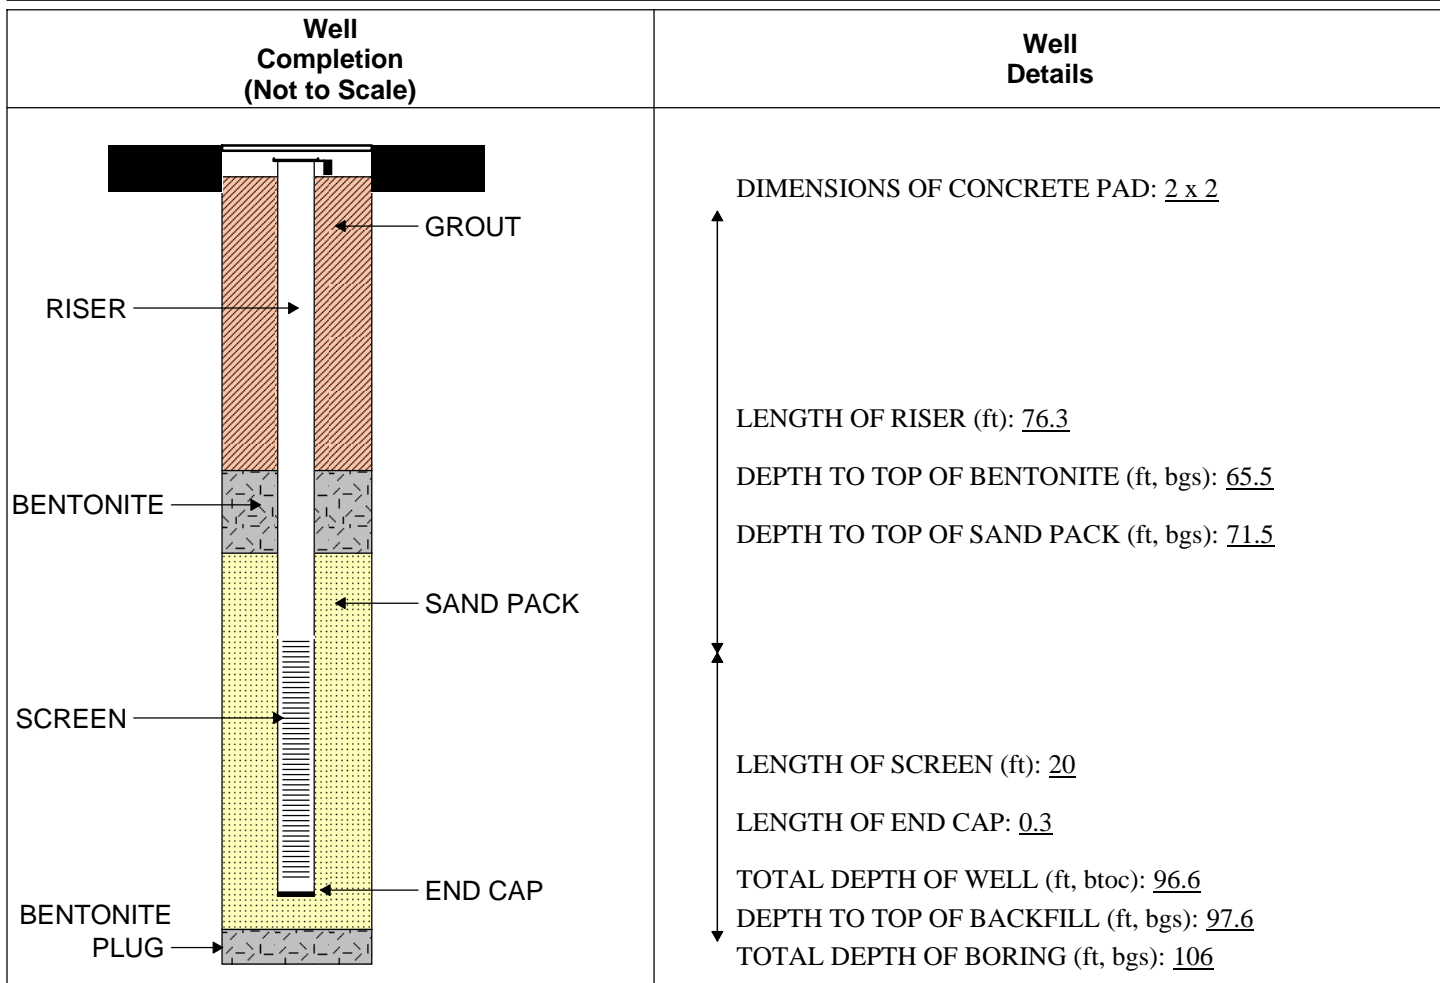 Well
Completion
(Not to Scale)
Well
Details
GROUT
RISER
BENTONITE
SAND PACK
SCREEN
END CAP
BENTONITE
PLUG
DIMENSIONS OF CONCRETE PAD: 2 x 2
LENGTH OF RISER (ft): 76.3
DEPTH TO TOP OF BENTONITE (ft, bgs): 65.5
DEPTH TO TOP OF SAND PACK (ft, bgs): 71.5
LENGTH OF SCREEN (ft): 20
LENGTH OF END CAP: 0.3
TOTAL DEPTH OF WELL (ft, btoc): 96.6
DEPTH TO TOP OF BACKFILL (ft, bgs): 97.6
TOTAL DEPTH OF BORING (ft, bgs): 106